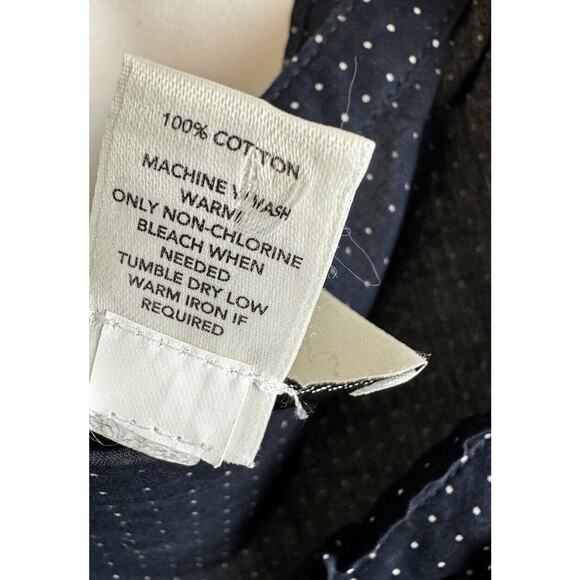 100% COTTON
MACHINE WASH
WARM
ONLY NON-CHLORINE
BLEACH WHEN
NEEDED
TUMBLE DRY LOW
WARM IRON IF
REQUIRED